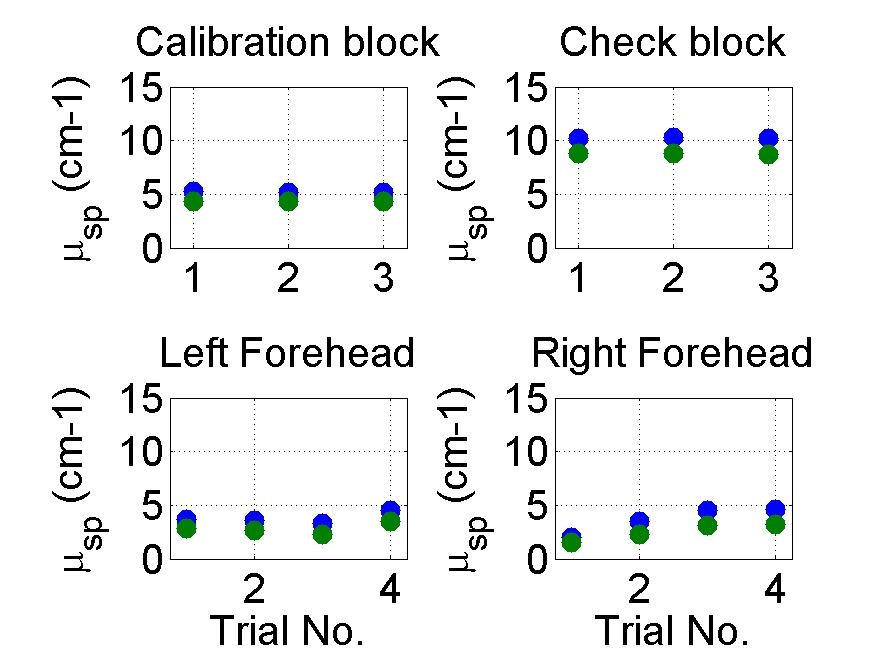 Calibration block
Check block
μsp (cm-1)
15
10
5
0
1 2 3
μsp (cm-1)
15
10
5
0
1 2 3
Left Forehead
Right Forehead
μsp (cm-1)
15
10
5
0
2 4
Trial No.
μsp (cm-1)
15
10
5
0
2 4
Trial No.